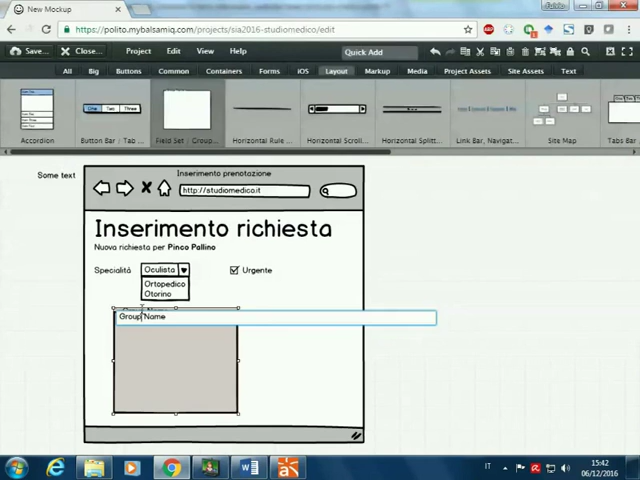 New Mockup
Fulvio
https://polito.mybalsamiq.com/projects/sia2016-studiomedico/edit
Save... Close... Project Edit View Help Quick Add
All Big Buttons Common Containers Forms iOS Layout Markup Media Project Assets Site Assets Text
Accordion Button Bar / Tab Field Set / Group Horizontal Rule Horizontal Scroll Horizontal Splitt Link Bar, Navigat Site Map Tabs Bar
Some text
Inserimento prenotazione
http://studiomedico.it
Inserimento richiesta
Nuova richiesta per Pinco Pallino
Specialità Oculista Urgente
Ortopedico
Otorino
Group Name
IT
15:42
06/12/2016